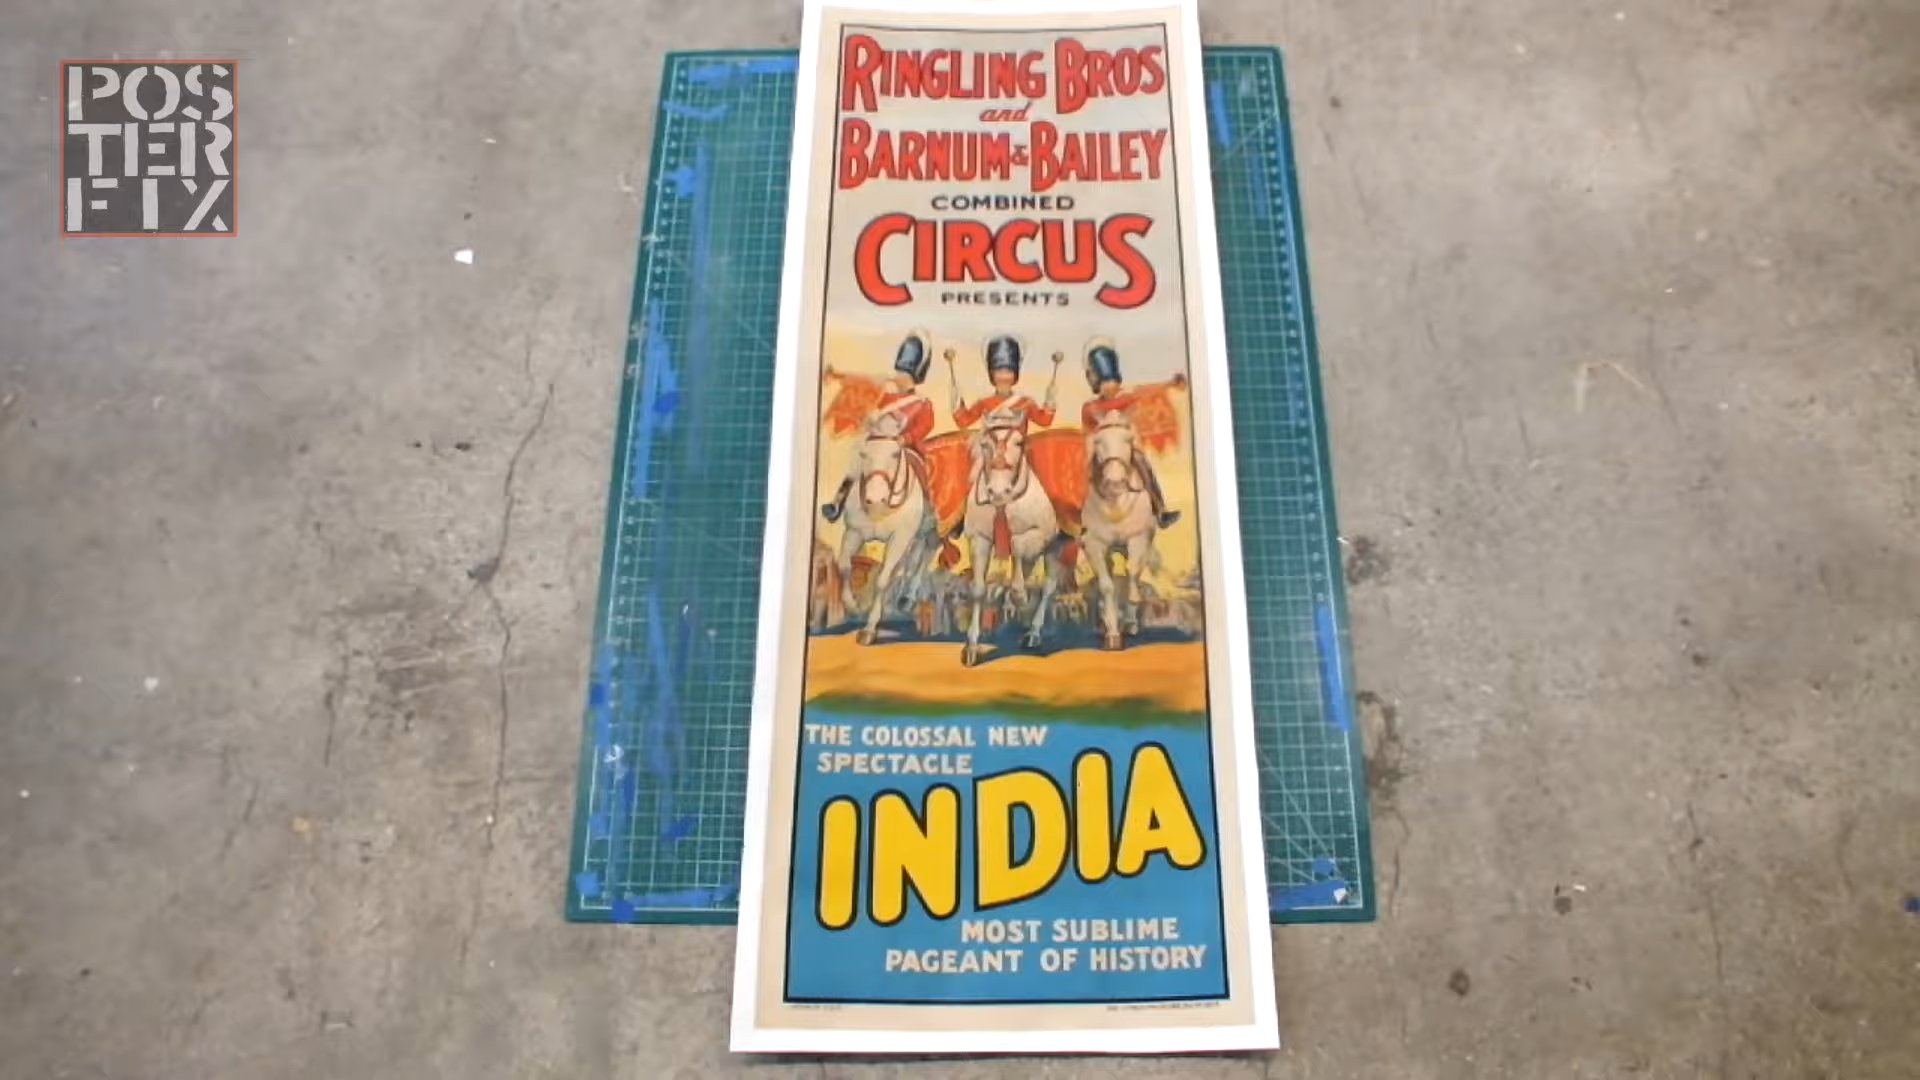 POS
TER
FIX
RINGLING BROS
and
BARNUM & BAILEY
COMBINED
CIRCUS
PRESENTS
THE COLOSSAL NEW
SPECTACLE
INDIA
MOST SUBLIME
PAGEANT OF HISTORY